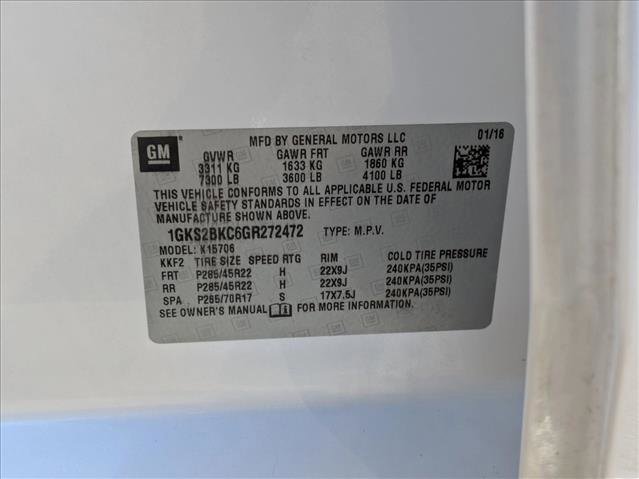 MFD BY GENERAL MOTORS LLC 01/16
GM GVWR GAWR FRT GAWR RR
3311 KG 1633 KG 1860 KG
7300 LB 3600 LB 4100 LB
THIS VEHICLE CONFORMS TO ALL APPLICABLE U.S. FEDERAL MOTOR
VEHICLE SAFETY STANDARDS IN EFFECT ON THE DATE OF
MANUFACTURE SHOWN ABOVE.
1GKS2BKC6GR272472 TYPE: M.P.V.
MODEL: K15706
KKF2 TIRE SIZE SPEED RTG RIM COLD TIRE PRESSURE
FRT P285/45R22 H 22X9J 240KPA(35PSI)
RR P285/45R22 H 22X9J 240KPA(35PSI)
SPA P265/70R17 S 17X7.5J 240KPA(35PSI)
SEE OWNER'S MANUAL FOR MORE INFORMATION.